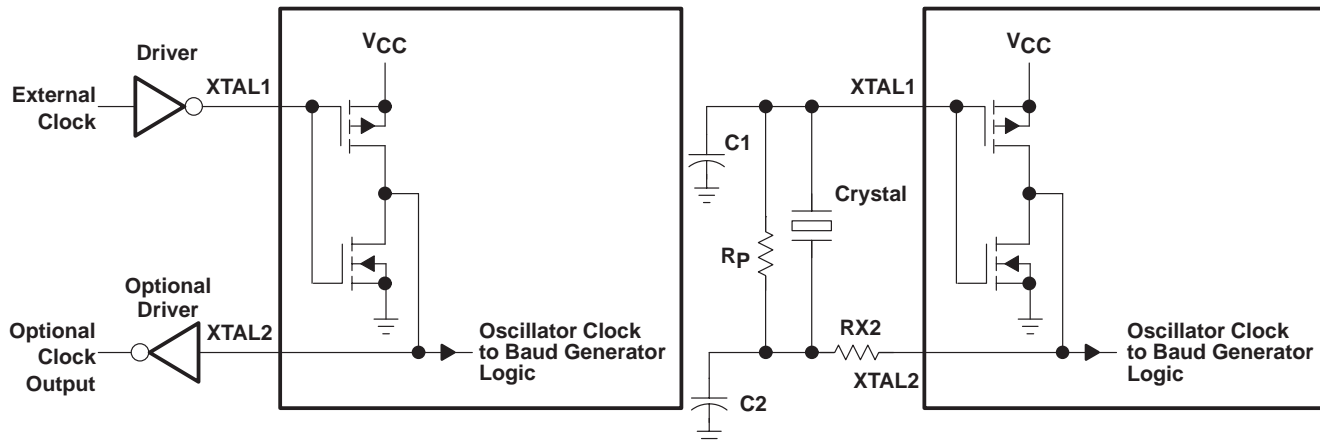 Driver
External
Clock
XTAL1
VCC
Optional
Driver
Optional
Clock
Output
XTAL2
Oscillator Clock
to Baud Generator
Logic
VCC
XTAL1
C1
Crystal
RP
RX2
XTAL2
C2
Oscillator Clock
to Baud Generator
Logic